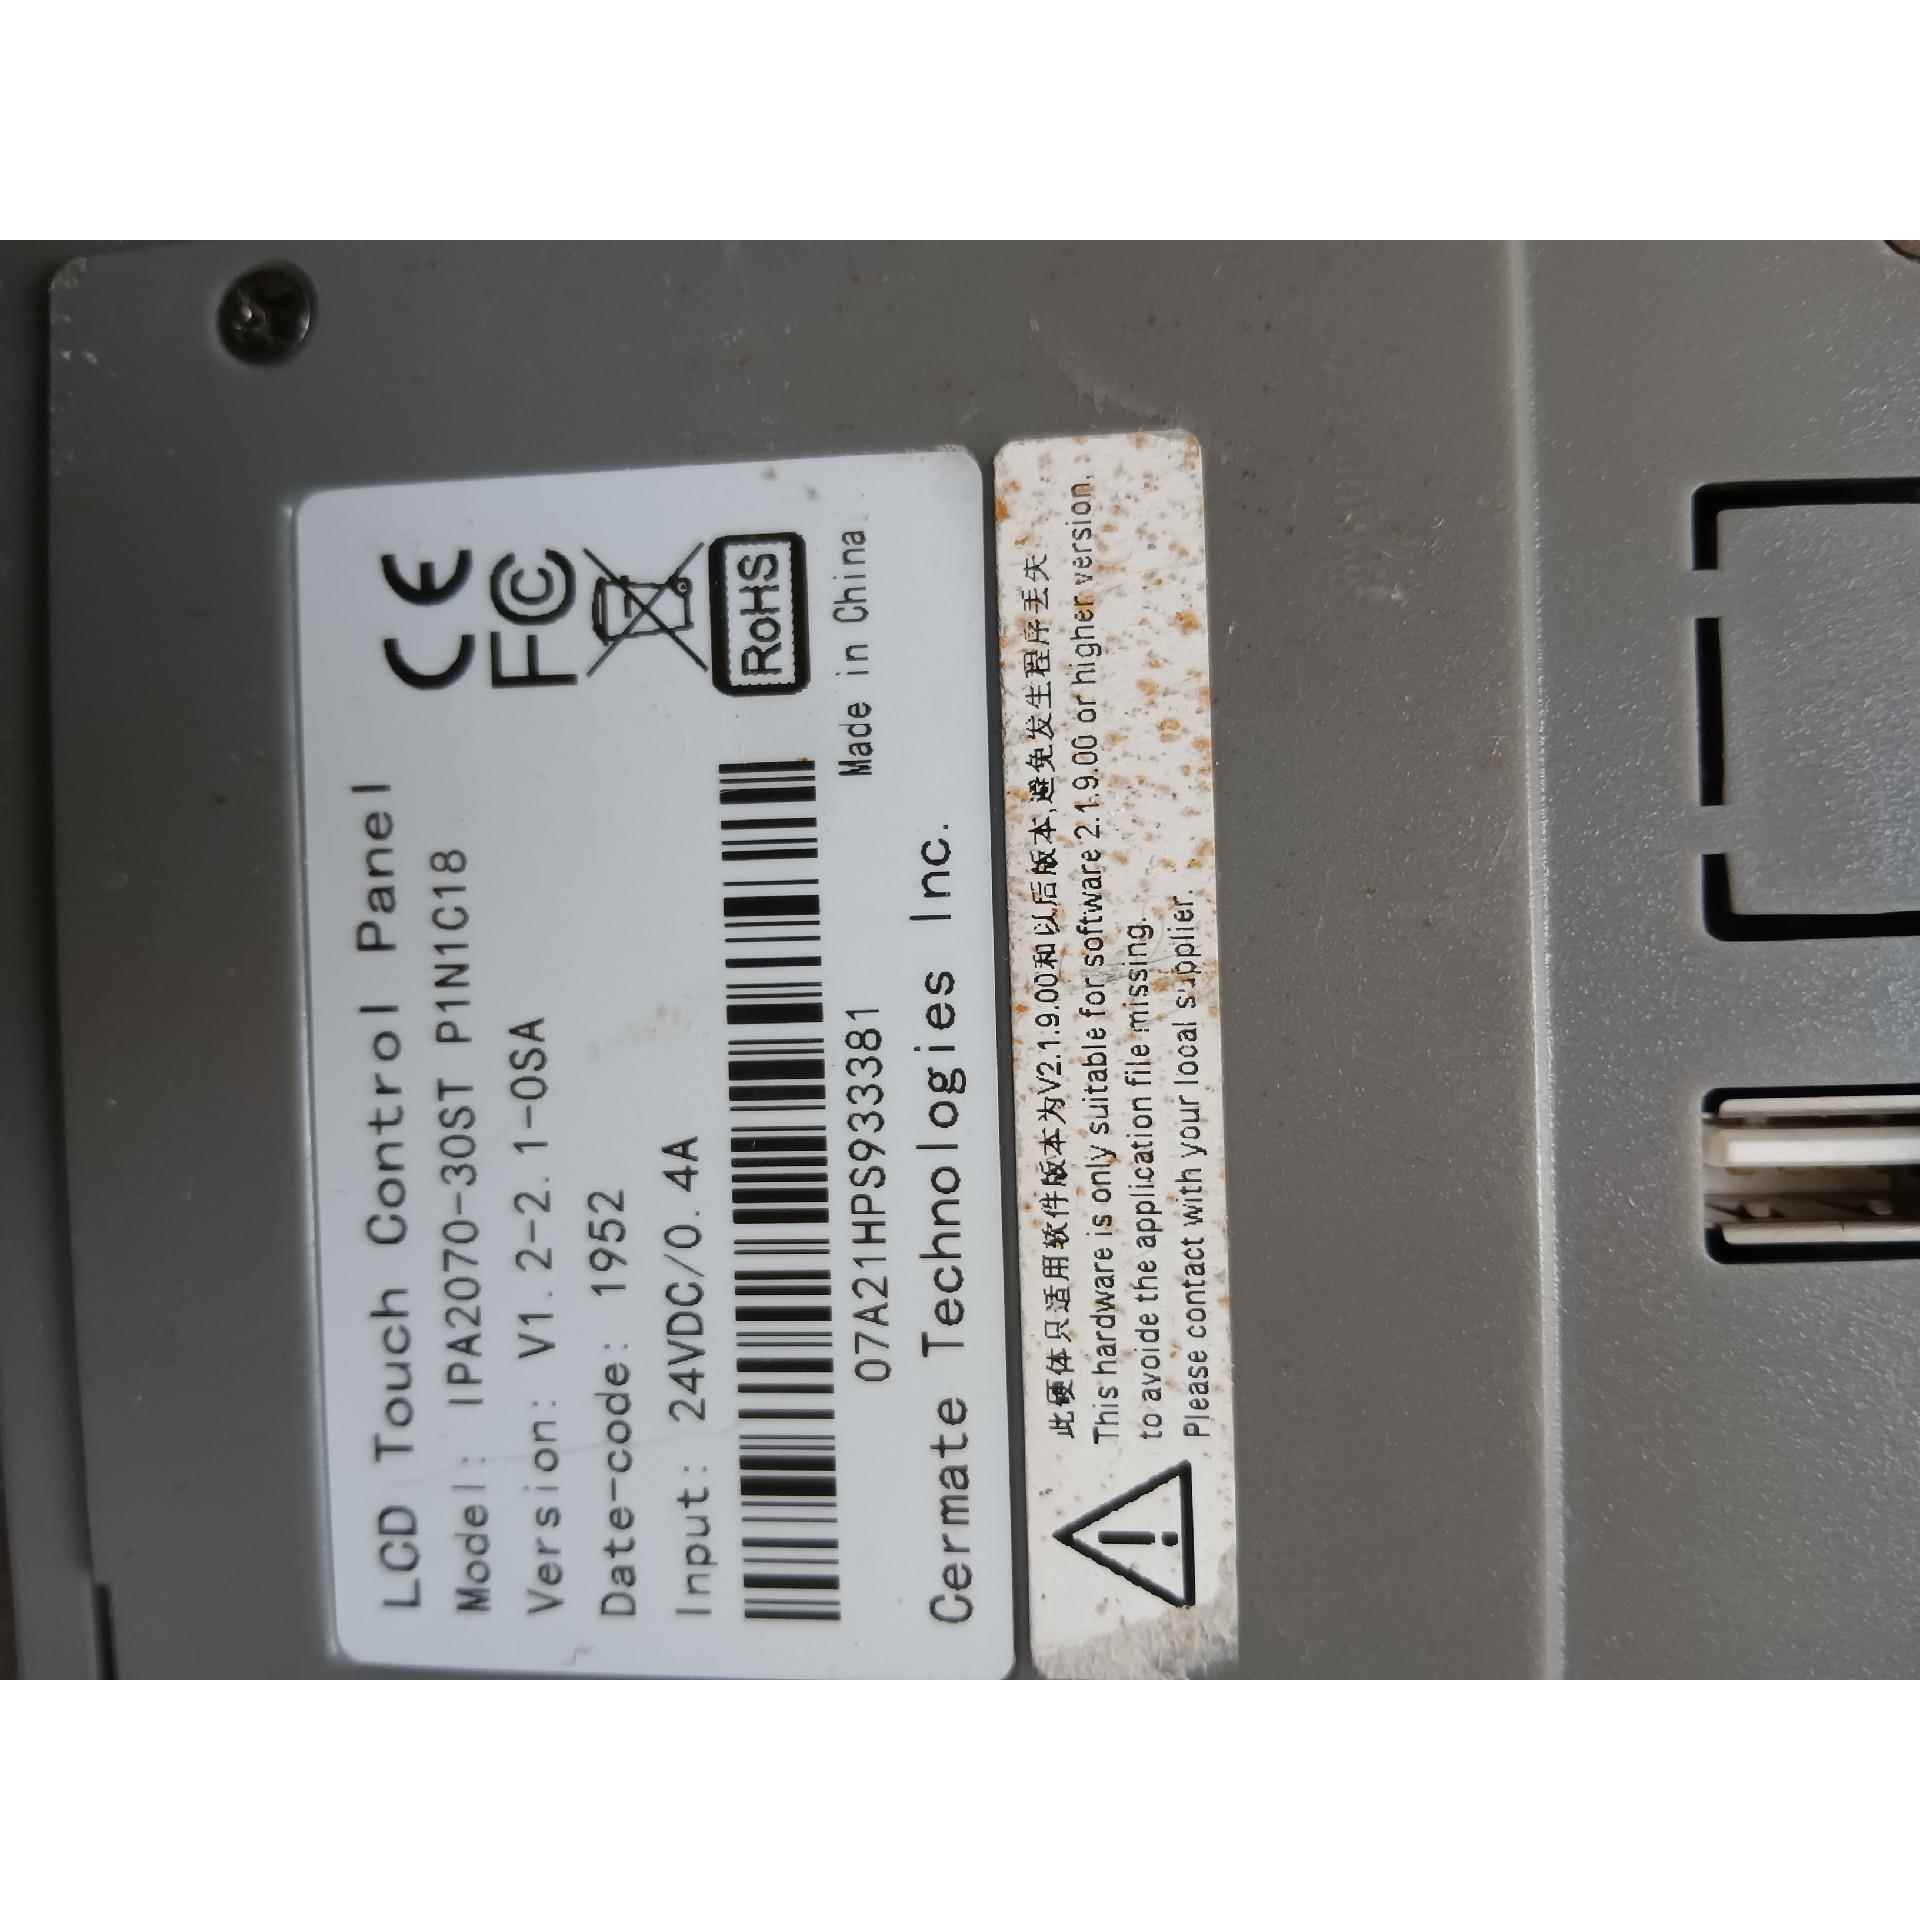 LCD Touch Control Panel
Model: IPA2070-30ST P1N1C18
Version: V1.2-2.1-0SA
Date-code: 1952
Input: 24VDC/0.4A
CE
FC
RoHS
07A21HPS933381
Made in China
Cermate Technologies Inc.
此硬体只适用软件版本为V2.1.9.00和以后版本,避免发生程序丢失
This hardware is only suitable for software 2.1.9.00 or higher version,
to avoide the application file missing.
Please contact with your local supplier.